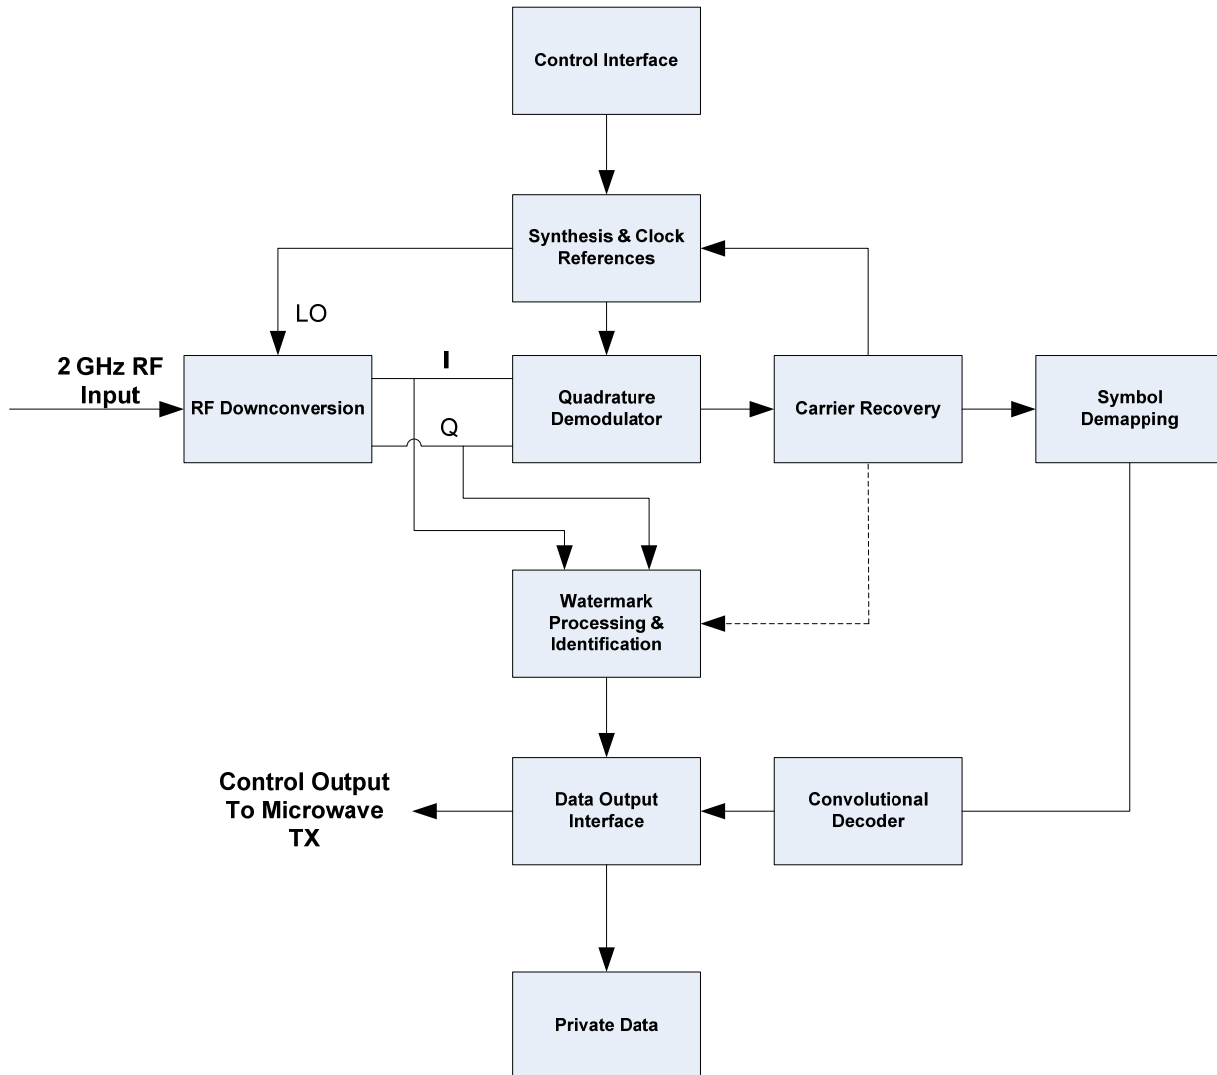 Control Interface
Synthesis & Clock
References
LO
2 GHz RF
Input
RF Downconversion
I
Q
Quadrature
Demodulator
Carrier Recovery
Symbol
Demapping
Watermark
Processing &
Identification
Control Output
To Microwave
TX
Data Output
Interface
Convolutional
Decoder
Private Data